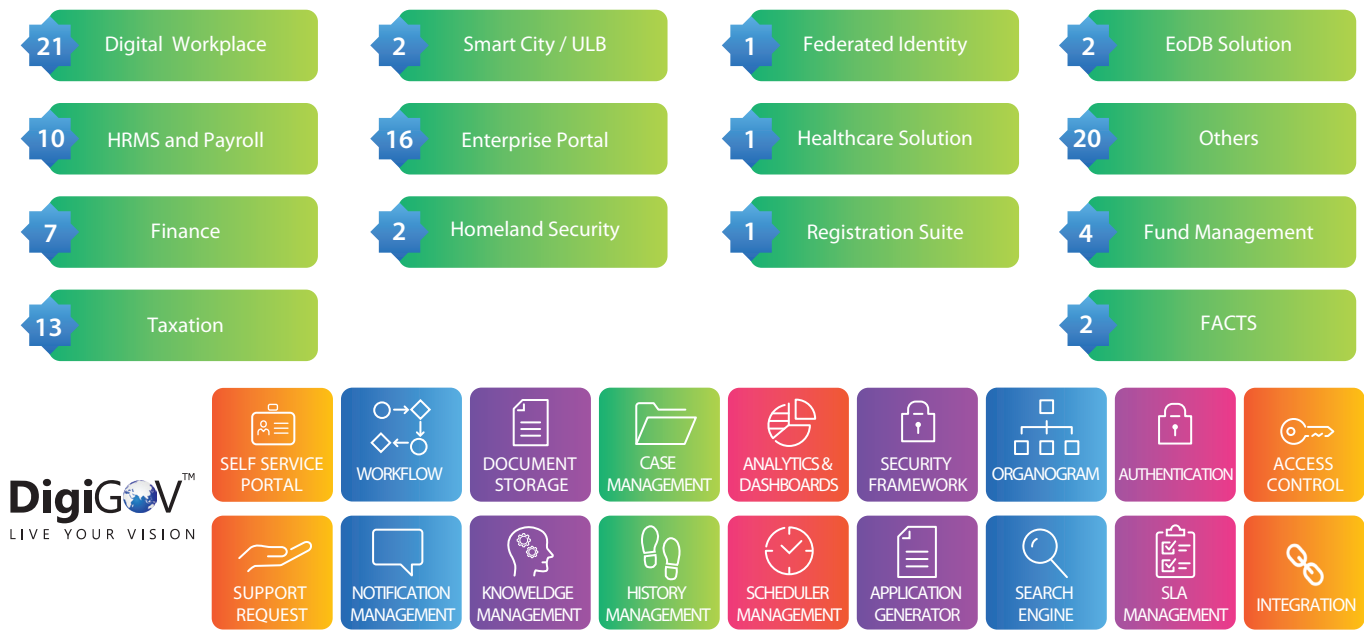 21 Digital Workplace
2 Smart City / ULB
1 Federated Identity
2 EoDB Solution
10 HRMS and Payroll
16 Enterprise Portal
1 Healthcare Solution
20 Others
7 Finance
2 Homeland Security
1 Registration Suite
4 Fund Management
13 Taxation
2 FACTS
DigiGOV™
LIVE YOUR VISION
SELF SERVICE
PORTAL
WORKFLOW
DOCUMENT
STORAGE
CASE
MANAGEMENT
ANALYTICS &
DASHBOARDS
SECURITY
FRAMEWORK
ORGANOGRAM
AUTHENTICATION
ACCESS
CONTROL
SUPPORT
REQUEST
NOTIFICATION
MANAGEMENT
KNOWELDGE
MANAGEMENT
HISTORY
MANAGEMENT
SCHEDULER
MANAGEMENT
APPLICATION
GENERATOR
SEARCH
ENGINE
SLA
MANAGEMENT
INTEGRATION